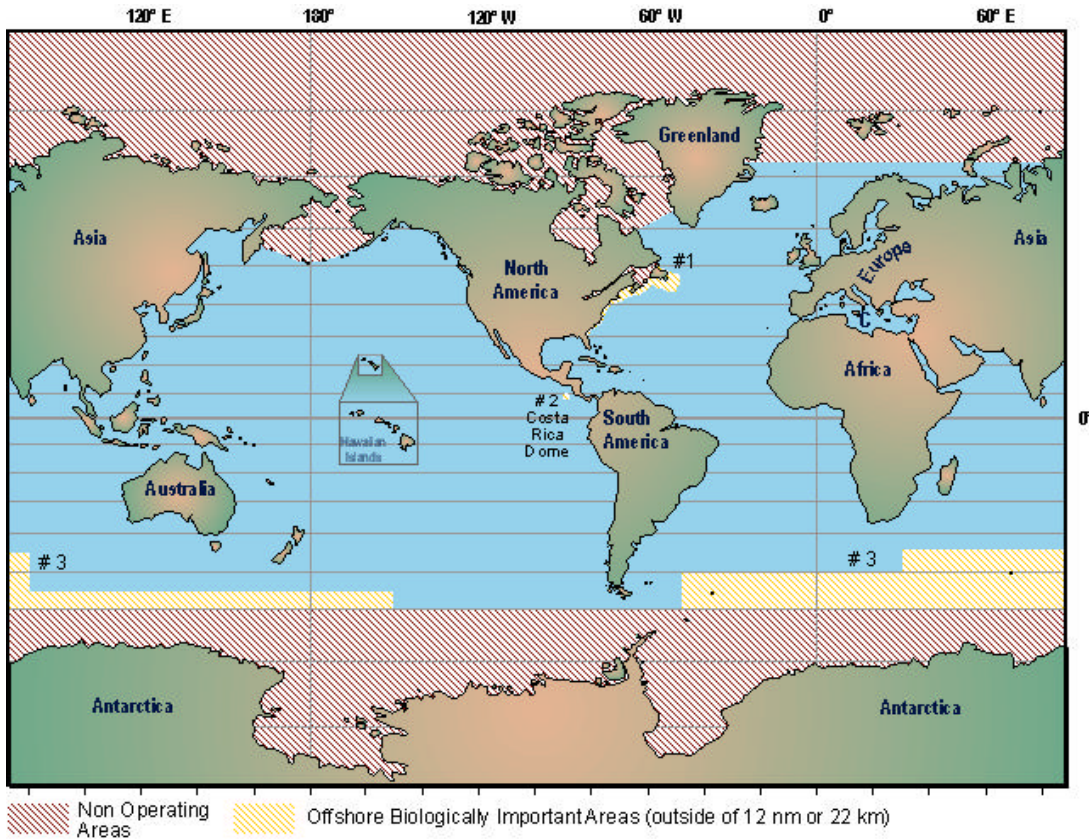 120° E 180° 120° W 60° W 0° 60° E
Greenland
Asia
Europe
Asia
#1
North
America
Africa
# 2
Costa
Rica
Dome
South
America
0°
Hawaiian
Islands
Australia
# 3
# 3
Antarctica
Antarctica
Non Operating
Areas
Offshore Biologically Important Areas (outside of 12 nm or 22 km)